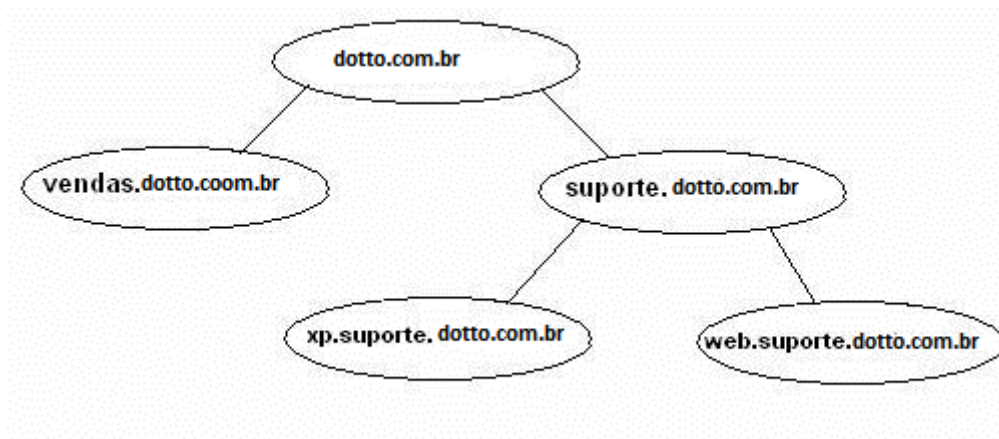 dotto.com.br
vendas.dotto.coom.br
suporte. dotto.com.br
xp.suporte. dotto.com.br
web.suporte.dotto.com.br